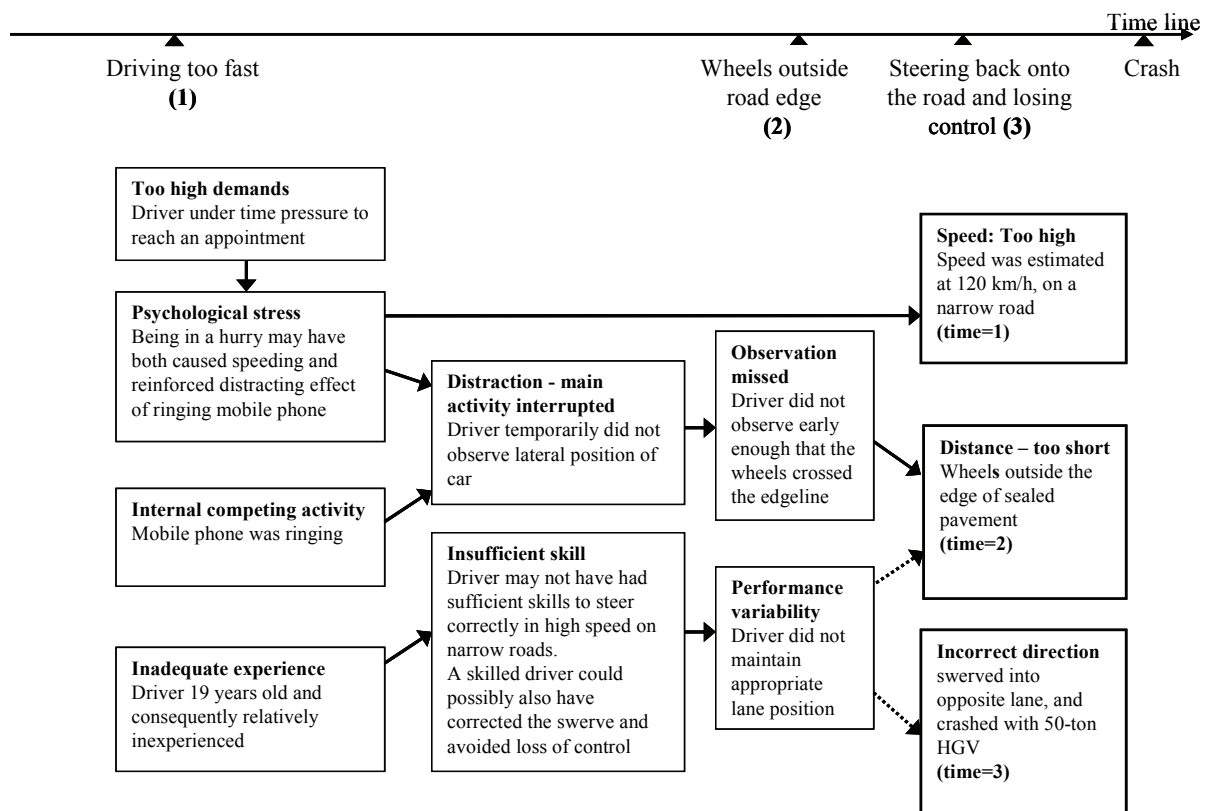 Time line
Driving too fast
(1)
Wheels outside
road edge
(2)
Steering back onto
the road and losing
control (3)
Crash
Too high demands
Driver under time pressure to
reach an appointment
Psychological stress
Being in a hurry may have
both caused speeding and
reinforced distracting effect
of ringing mobile phone
Internal competing activity
Mobile phone was ringing
Inadequate experience
Driver 19 years old and
consequently relatively
inexperienced
Distraction - main
activity interrupted
Driver temporarily did not
observe lateral position of
car
Insufficient skill
Driver may not have had
sufficient skills to steer
correctly in high speed on
narrow roads.
A skilled driver could
possibly also have
corrected the swerve and
avoided loss of control
Observation
missed
Driver did not
observe early
enough that the
wheels crossed
the edgeline
Performance
variability
Driver did not
maintain
appropriate
lane position
Speed: Too high
Speed was estimated
at 120 km/h, on a
narrow road
(time=1)
Distance – too short
Wheels outside the
edge of sealed
pavement
(time=2)
Incorrect direction
swerved into
opposite lane, and
crashed with 50-ton
HGV
(time=3)